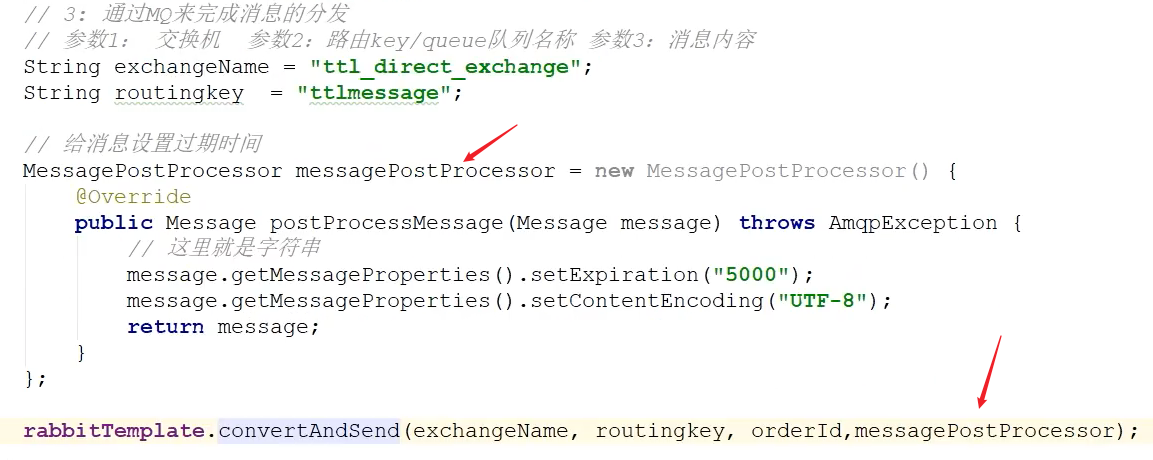 // 3: 通过MQ来完成消息的分发
// 参数1： 交换机  参数2：路由key/queue队列名称 参数3：消息内容
String exchangeName = "ttl_direct_exchange";
String routingkey  = "ttlmessage";
// 给消息设置过期时间
MessagePostProcessor messagePostProcessor = new MessagePostProcessor() {
@Override
public Message postProcessMessage(Message message) throws AmqpException {
// 这里就是字符串
message.getMessageProperties().setExpiration("5000");
message.getMessageProperties().setContentEncoding("UTF-8");
return message;
}
};
rabbitTemplate.convertAndSend(exchangeName, routingkey, orderId,messagePostProcessor);